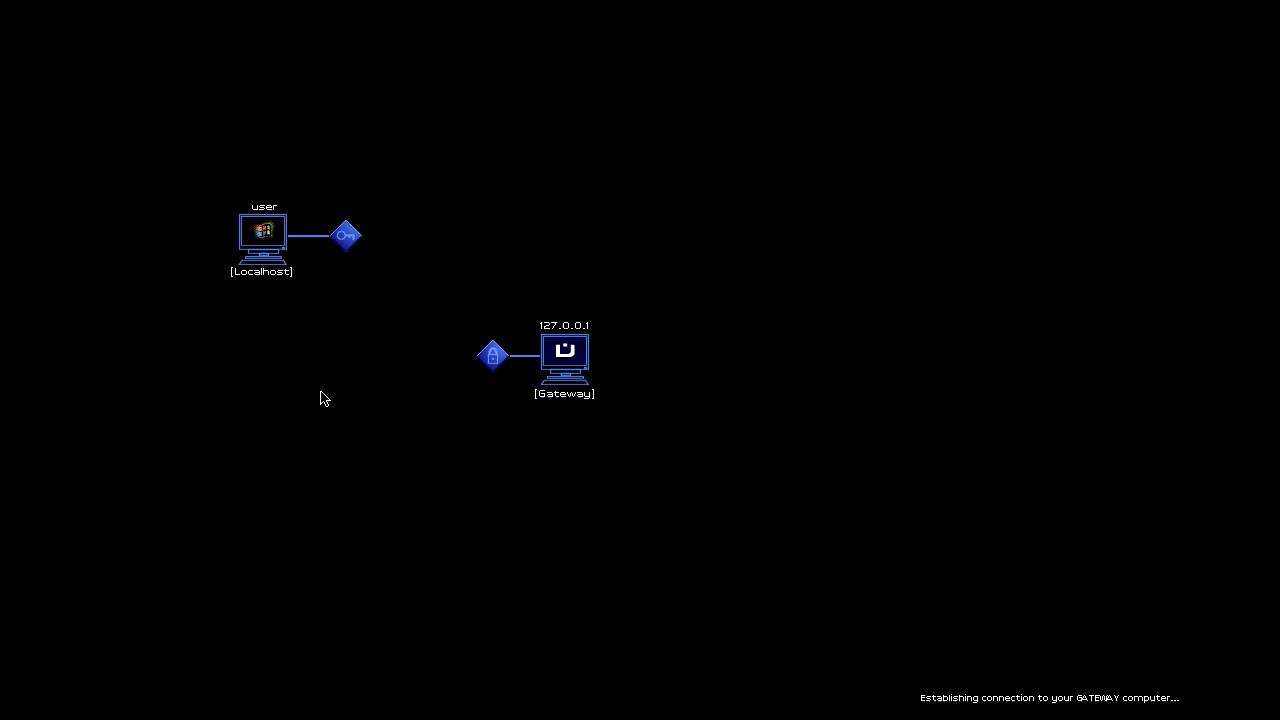 user
[Localhost]
127.0.0.1
[Gateway]
Establishing connection to your GATEWAY computer...